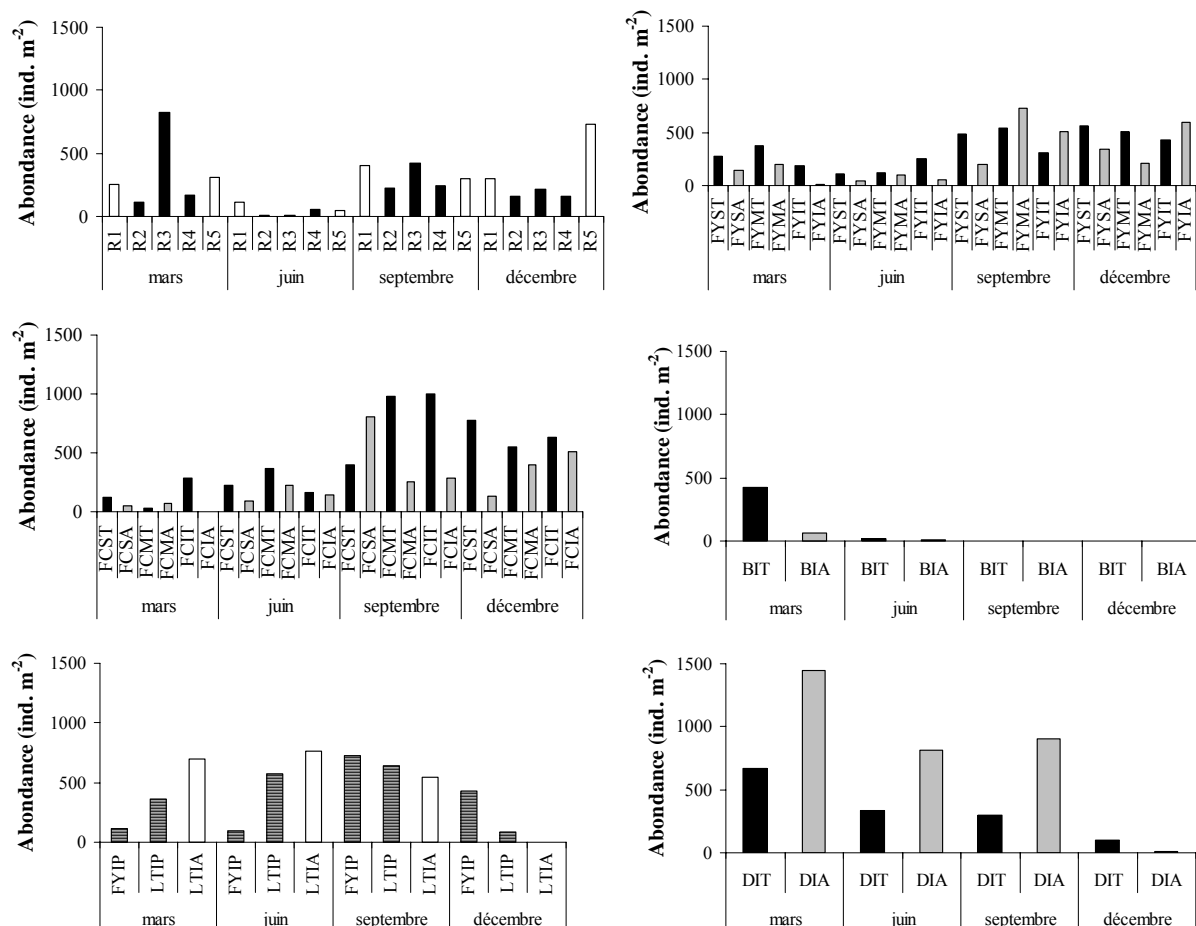 Abondance (ind. m-2)
1500
1000
500
0
R1 R2 R3 R4 R5 R1 R2 R3 R4 R5 R1 R2 R3 R4 R5 R1 R2 R3 R4 R5
mars juin septembre décembre
Abondance (ind. m-2)
1500
1000
500
0
FYST FYSA FYMT FYMA FYIT FYIA FYST FYSA FYMT FYMA FYIT FYIA FYST FYSA FYMT FYMA FYIT FYIA FYST FYSA FYMT FYMA FYIT FYIA
mars juin septembre décembre
Abondance (ind. m-2)
1500
1000
500
0
FCST FCSA FCMT FCMA FCIT FCIA FCST FCSA FCMT FCMA FCIT FCIA FCST FCSA FCMT FCMA FCIT FCIA FCST FCSA FCMT FCMA FCIT FCIA
mars juin septembre décembre
Abondance (ind. m-2)
1500
1000
500
0
BIT BIA BIT BIA BIT BIA BIT BIA
mars juin septembre décembre
Abondance (ind. m-2)
1500
1000
500
0
FYIP LTIP LTIA FYIP LTIP LTIA FYIP LTIP LTIA FYIP LTIP LTIA
mars juin septembre décembre
Abondance (ind. m-2)
1500
1000
500
0
DIT DIA DIT DIA DIT DIA DIT DIA
mars juin septembre décembre